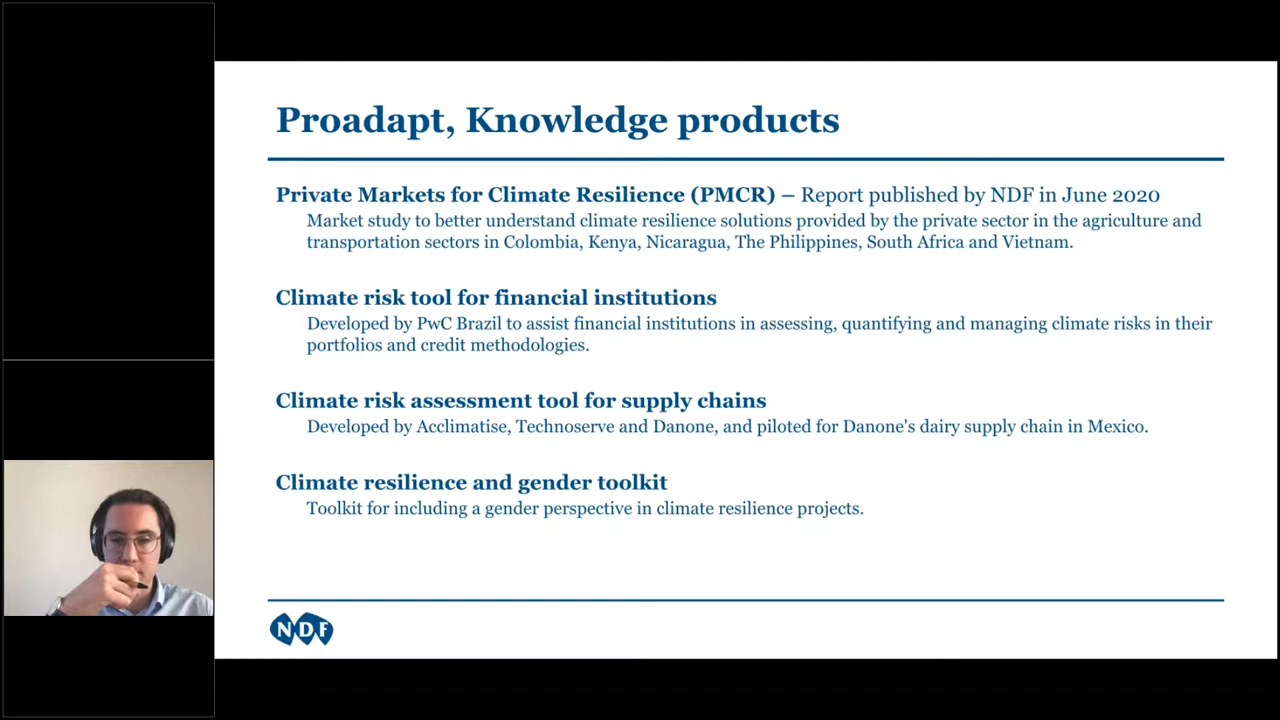 Proadapt, Knowledge products
Private Markets for Climate Resilience (PMCR) – Report published by NDF in June 2020
Market study to better understand climate resilience solutions provided by the private sector in the agriculture and
transportation sectors in Colombia, Kenya, Nicaragua, The Philippines, South Africa and Vietnam.
Climate risk tool for financial institutions
Developed by PwC Brazil to assist financial institutions in assessing, quantifying and managing climate risks in their
portfolios and credit methodologies.
Climate risk assessment tool for supply chains
Developed by Acclimatise, Technoserve and Danone, and piloted for Danone's dairy supply chain in Mexico.
Climate resilience and gender toolkit
Toolkit for including a gender perspective in climate resilience projects.
NDF